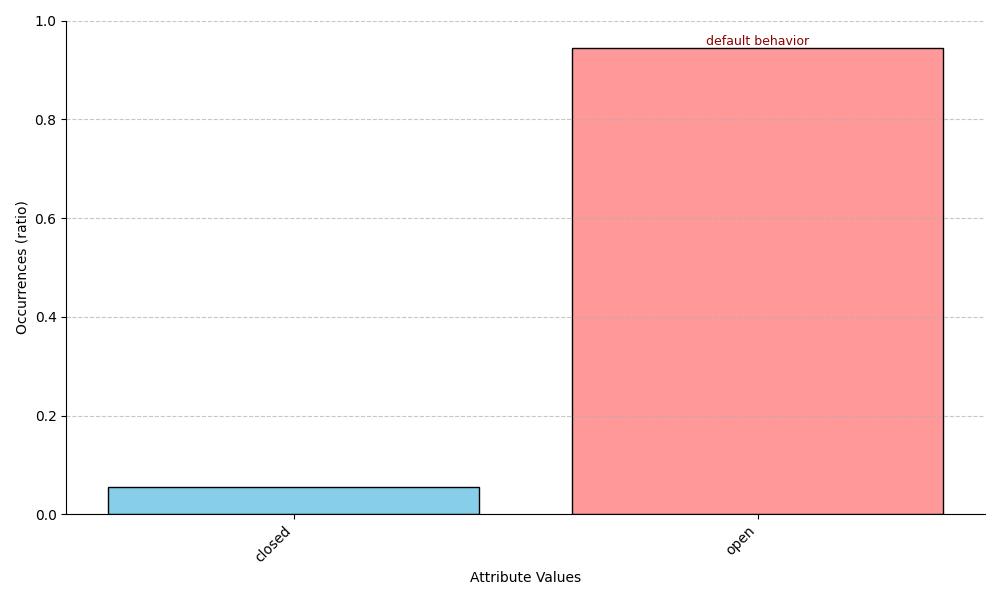 1.0
default behavior
0.8
0.6
0.4
0.2
0.0
Occurrences (ratio)
closed
open
Attribute Values